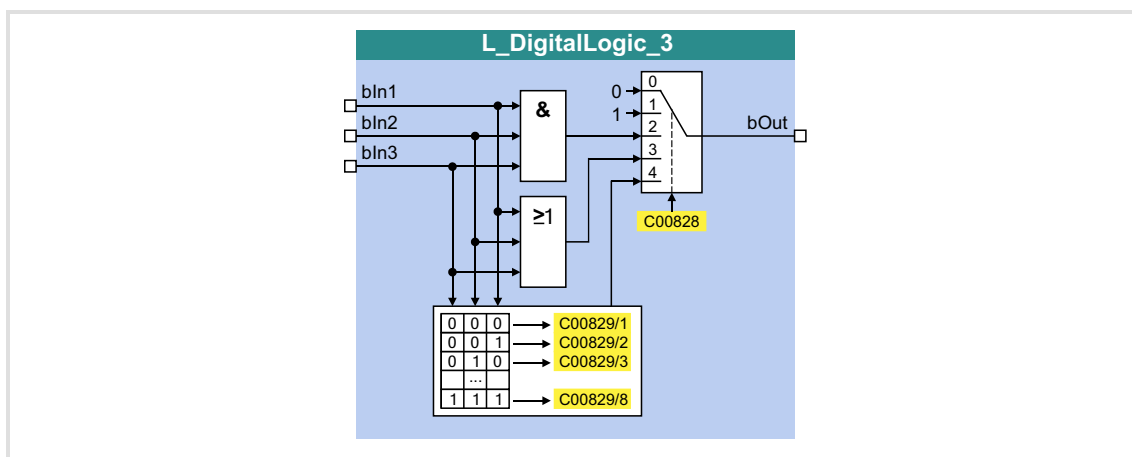 L_DigitalLogic_3
bIn1
bIn2
bIn3
&
≥1
0
1
0
1
2
3
4
bOut
C00828
0 0 0 C00829/1
0 0 1 C00829/2
0 1 0 C00829/3
...
1 1 1 C00829/8